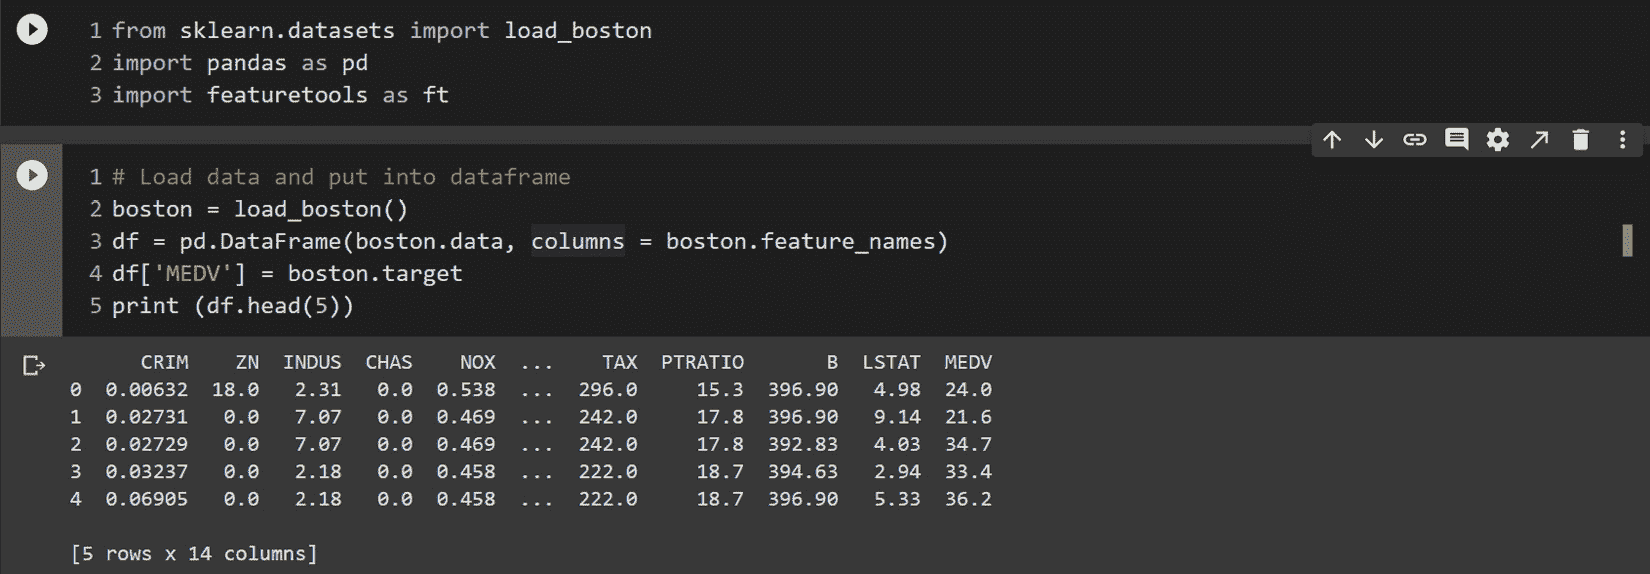 1 from sklearn.datasets import load_boston
2 import pandas as pd
3 import featuretools as ft
1 # Load data and put into dataframe
2 boston = load_boston()
3 df = pd.DataFrame(boston.data, columns = boston.feature_names)
4 df['MEDV'] = boston.target
5 print (df.head(5))
CRIM ZN INDUS CHAS NOX ... TAX PTRATIO B LSTAT MEDV
0 0.00632 18.0 2.31 0.0 0.538 ... 296.0 15.3 396.90 4.98 24.0
1 0.02731 0.0 7.07 0.0 0.469 ... 242.0 17.8 396.90 9.14 21.6
2 0.02729 0.0 7.07 0.0 0.469 ... 242.0 17.8 392.83 4.03 34.7
3 0.03237 0.0 2.18 0.0 0.458 ... 222.0 18.7 394.63 2.94 33.4
4 0.06905 0.0 2.18 0.0 0.458 ... 222.0 18.7 396.90 5.33 36.2
[5 rows x 14 columns]